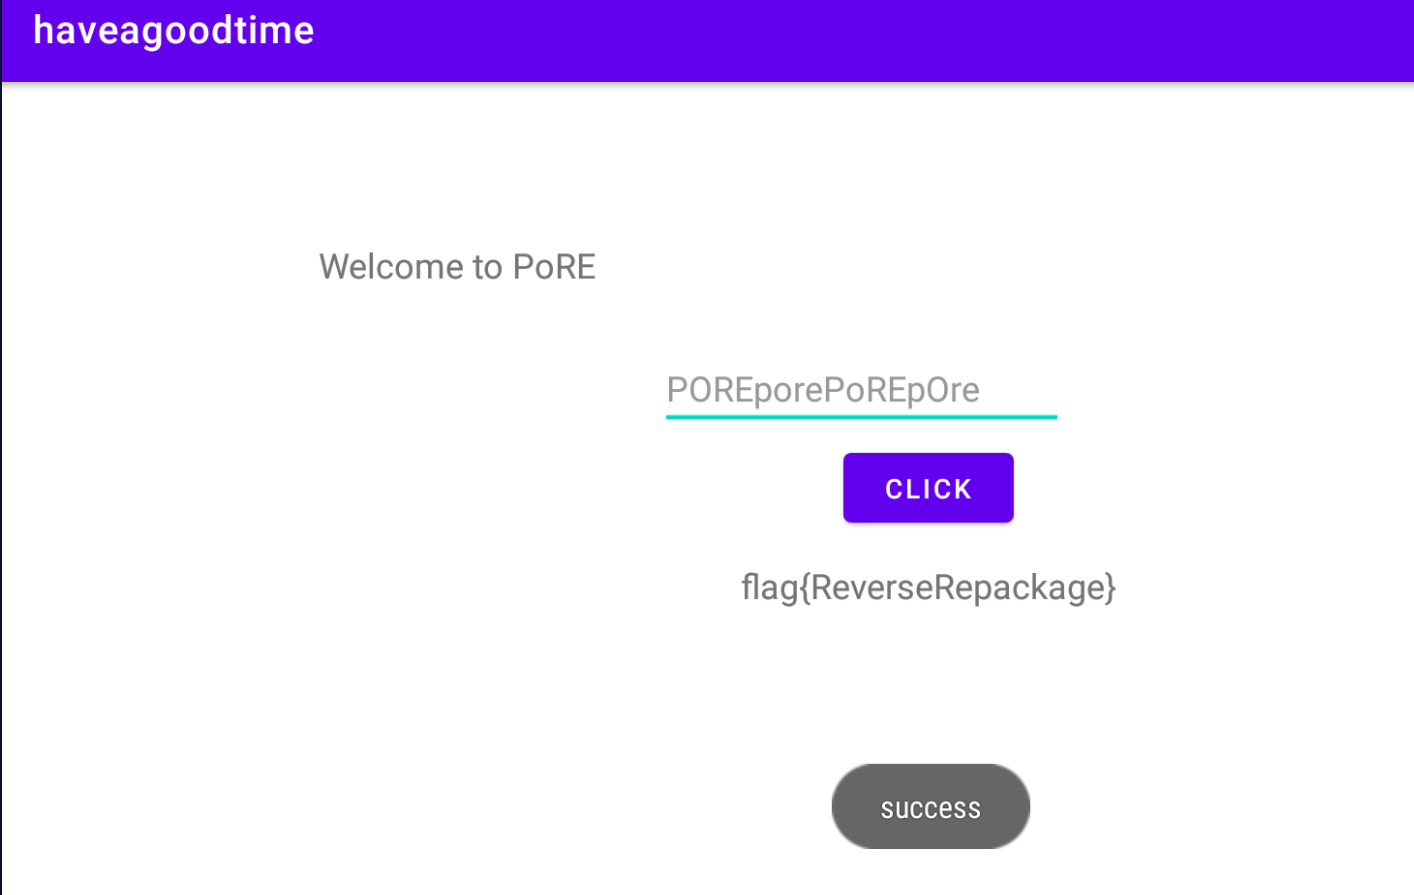 haveagoodtime
Welcome to PoRE
POREporePoREpOre
CLICK
flag{ReverseRepackage}
success